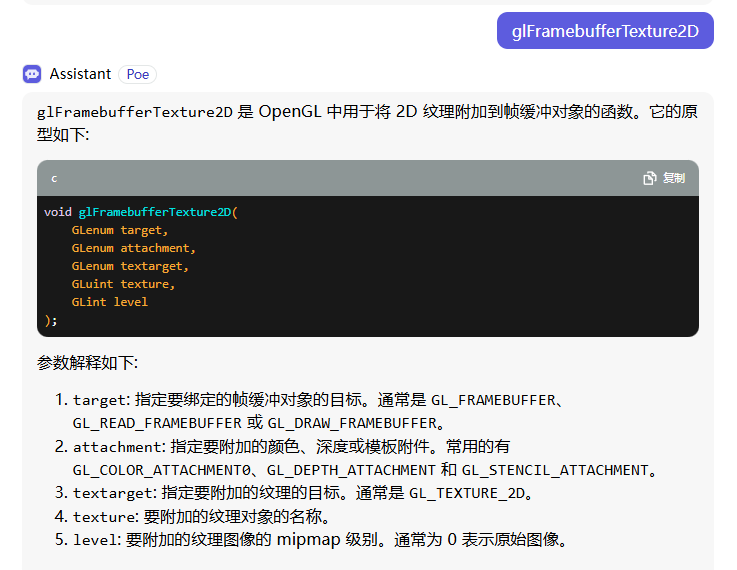 glFramebufferTexture2D
Assistant Poe
glFramebufferTexture2D 是 OpenGL 中用于将 2D 纹理附加到帧缓冲对象的函数。它的原
型如下:
c 复制
void glFramebufferTexture2D(
    GLenum target,
    GLenum attachment,
    GLenum textarget,
    GLuint texture,
    GLint level
);
参数解释如下:
1. target: 指定要绑定的帧缓冲对象的目标。通常是 GL_FRAMEBUFFER、
GL_READ_FRAMEBUFFER 或 GL_DRAW_FRAMEBUFFER。
2. attachment: 指定要附加的颜色、深度或模板附件。常用的有
GL_COLOR_ATTACHMENT0、GL_DEPTH_ATTACHMENT 和 GL_STENCIL_ATTACHMENT。
3. textarget: 指定要附加的纹理的目标。通常是 GL_TEXTURE_2D。
4. texture: 要附加的纹理对象的名称。
5. level: 要附加的纹理图像的 mipmap 级别。通常为 0 表示原始图像。